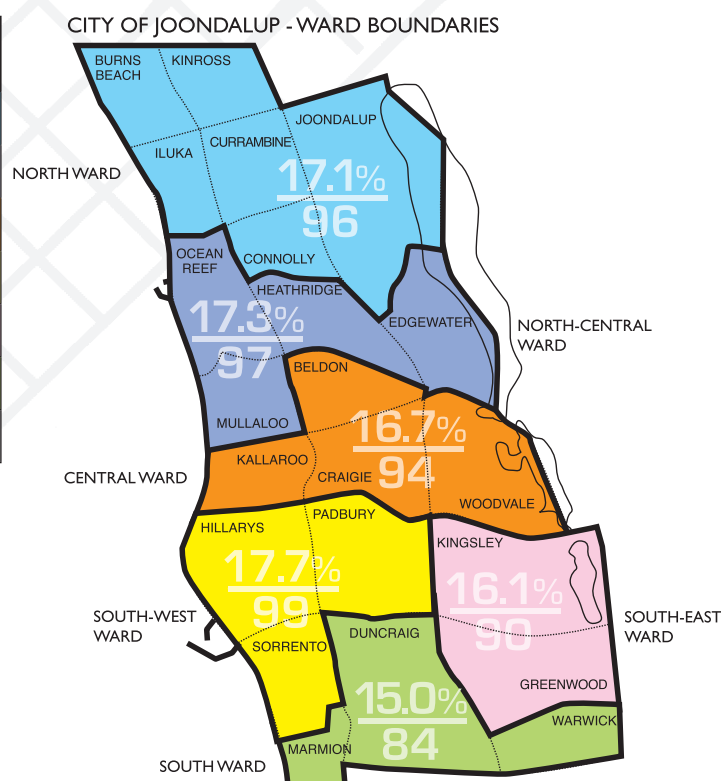 CITY OF JOONDALUP - WARD BOUNDARIES
BURNS
BEACH
KINROSS
JOONDALUP
CURRAMBINE
ILUKA
NORTH WARD
17.1%
96
OCEAN
REEF
CONNOLLY
HEATHRIDGE
17.3%
97
EDGEWATER
NORTH-CENTRAL
WARD
BELDON
MULLALOO
16.7%
94
KALLAROO
CRAIGIE
CENTRAL WARD
WOODVALE
HILLARYS
PADBURY
KINGSLEY
17.7%
99
16.1%
90
SOUTH-WEST
WARD
SOUTH-EAST
WARD
SORRENTO
DUNCRAIG
GREENWOOD
15.0%
84
WARWICK
MARMION
SOUTH WARD